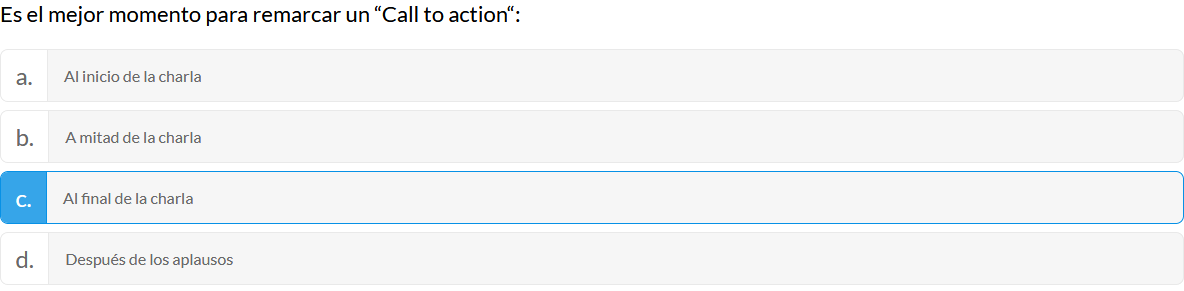 Es el mejor momento para remarcar un “Call to action“:
a. Al inicio de la charla
b. A mitad de la charla
c. Al final de la charla
d. Después de los aplausos